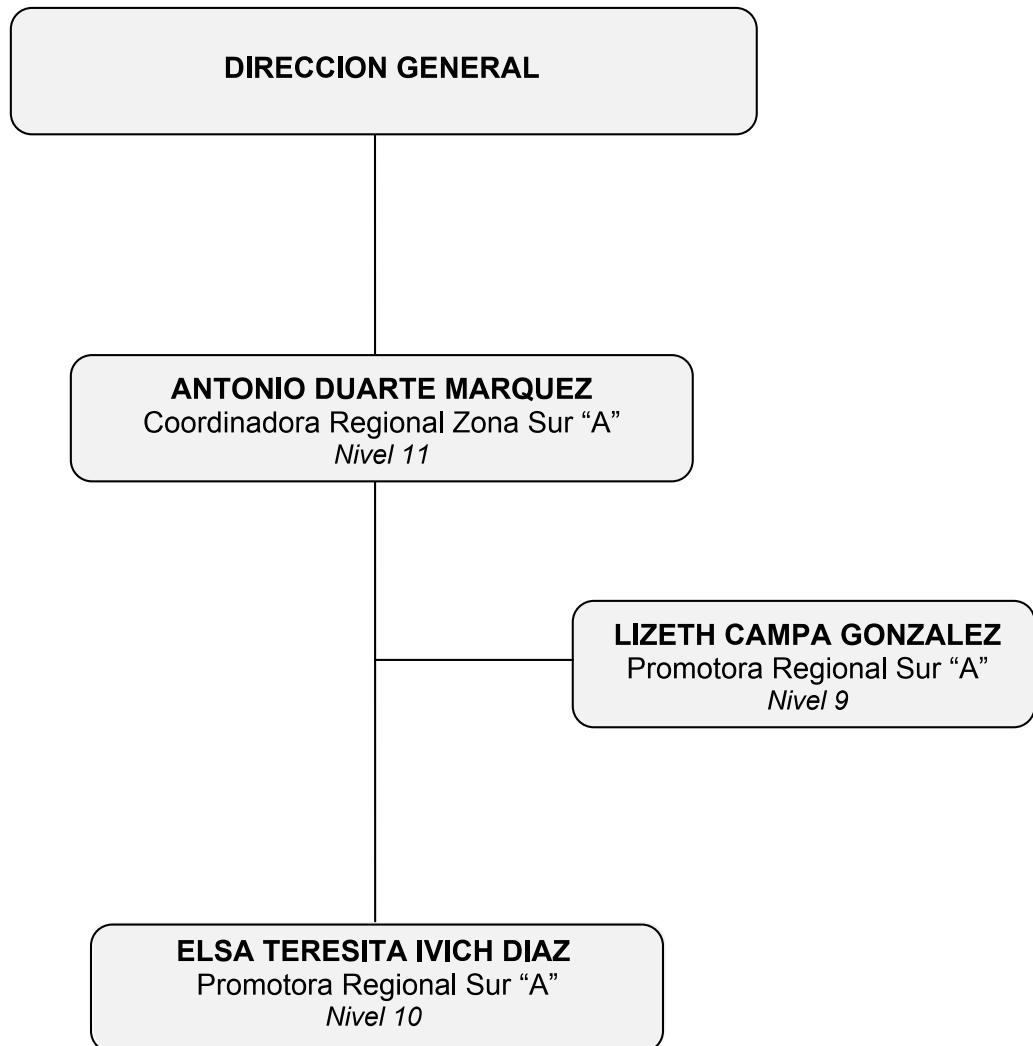 DIRECCION GENERAL
ANTONIO DUARTE MARQUEZ
Coordinadora Regional Zona Sur “A”
Nivel 11
LIZETH CAMPA GONZALEZ
Promotora Regional Sur “A”
Nivel 9
ELSA TERESITA IVICH DIAZ
Promotora Regional Sur “A”
Nivel 10